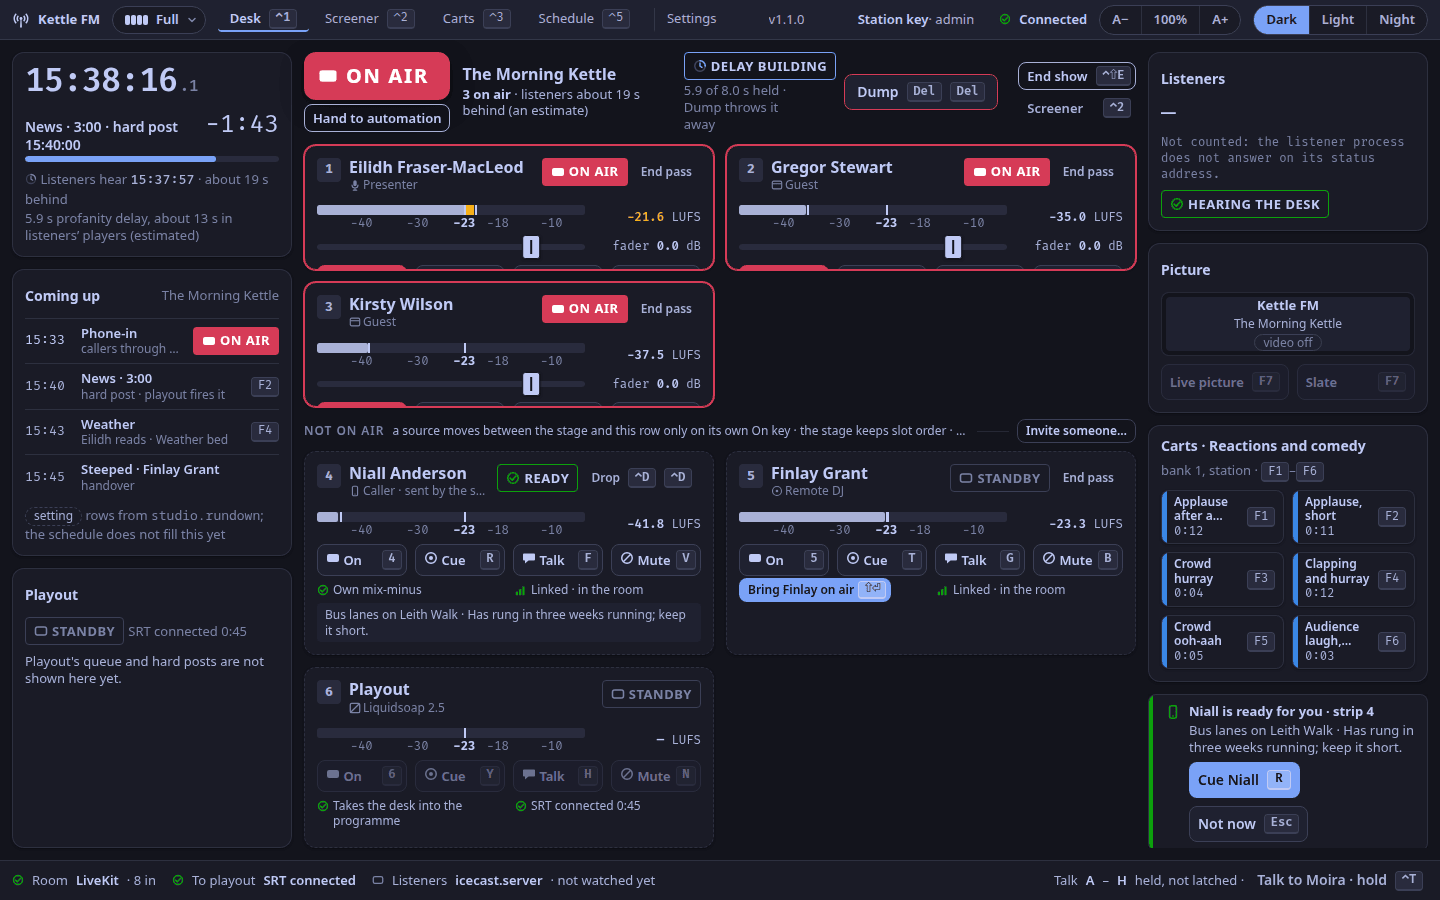 Kettle FM
Full
Desk ^1
Screener ^2
Carts ^3
Schedule ^5
Settings
v1.1.0
Station key · admin
Connected
A− 100% A+
Dark Light Night
15:38:16.1
News · 3:00 · hard post 15:40:00
−1:43
Listeners hear 15:37:57 · about 19 s behind
5.9 s profanity delay, about 13 s in listeners’ players (estimated)
Coming up
The Morning Kettle
15:33 Phone-in
callers through ...
ON AIR
15:40 News · 3:00 F2
hard post · playout fires it
15:43 Weather F4
Eilidh reads · Weather bed
15:45 Steeped · Finlay Grant
handover
setting rows from studio.rundown;
the schedule does not fill this yet
Playout
STANDBY SRT connected 0:45
Playout's queue and hard posts are not
shown here yet.
ON AIR
Hand to automation
The Morning Kettle
3 on air · listeners about 19 s
behind (an estimate)
DELAY BUILDING
5.9 of 8.0 s held ·
Dump throws it
away
Dump Del Del
End show ^⇧E
Screener ^2
1 Eilidh Fraser-MacLeod
Presenter
ON AIR End pass
-40 -30 -23 -18 -10
-21.6 LUFS
fader 0.0 dB
2 Gregor Stewart
Guest
ON AIR End pass
-40 -30 -23 -18 -10
-35.0 LUFS
fader 0.0 dB
3 Kirsty Wilson
Guest
ON AIR End pass
-40 -30 -23 -18 -10
-37.5 LUFS
fader 0.0 dB
NOT ON AIR a source moves between the stage and this row only on its own On key · the stage keeps slot order · ...
Invite someone...
4 Niall Anderson
Caller · sent by the s...
READY Drop ^D ^D
-40 -30 -23 -18 -10
-41.8 LUFS
On 4 Cue R Talk F Mute V
Own mix-minus
Linked · in the room
Bus lanes on Leith Walk · Has rung in three weeks running; keep
it short.
5 Finlay Grant
Remote DJ
STANDBY End pass
-40 -30 -23 -18 -10
-23.3 LUFS
On 5 Cue T Talk G Mute B
Bring Finlay on air ⇧⏎
Linked · in the room
6 Playout
Liquidsoap 2.5
STANDBY
-40 -30 -23 -18 -10
— LUFS
On 6 Cue Y Talk H Mute N
Takes the desk into the
programme
SRT connected 0:45
Listeners
—
Not counted: the listener process
does not answer on its status
address.
HEARING THE DESK
Picture
Kettle FM
The Morning Kettle
video off
Live picture F7
Slate F7
Carts · Reactions and comedy
bank 1, station · F1–F6
Applause after a... 0:12 F1
Applause, short 0:11 F2
Crowd hurray 0:04 F3
Clapping and hurray 0:12 F4
Crowd ooh-aah 0:05 F5
Audience laugh,... 0:03 F6
Niall is ready for you · strip 4
Bus lanes on Leith Walk · Has rung in
three weeks running; keep it short.
Cue Niall R
Not now Esc
Room LiveKit · 8 in
To playout SRT connected
Listeners icecast.server · not watched yet
Talk A – H held, not latched ·
Talk to Moira · hold ^T